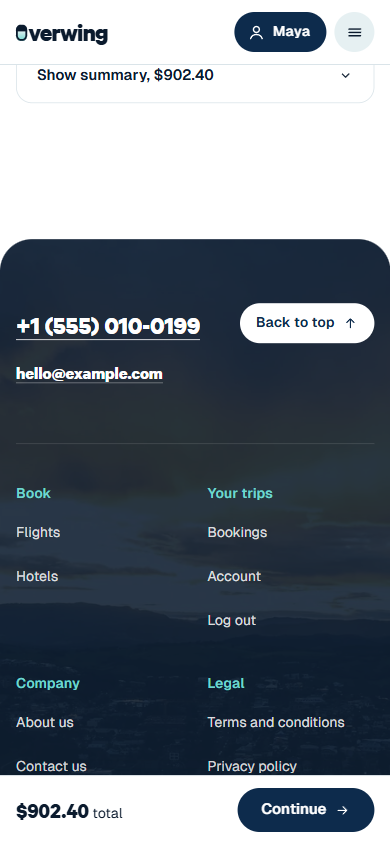 Overwing
Maya
Show summary, $902.40
+1 (555) 010-0199
Back to top
hello@example.com
Book
Your trips
Flights
Bookings
Hotels
Account
Log out
Company
Legal
About us
Terms and conditions
Contact us
Privacy policy
$902.40 total
Continue